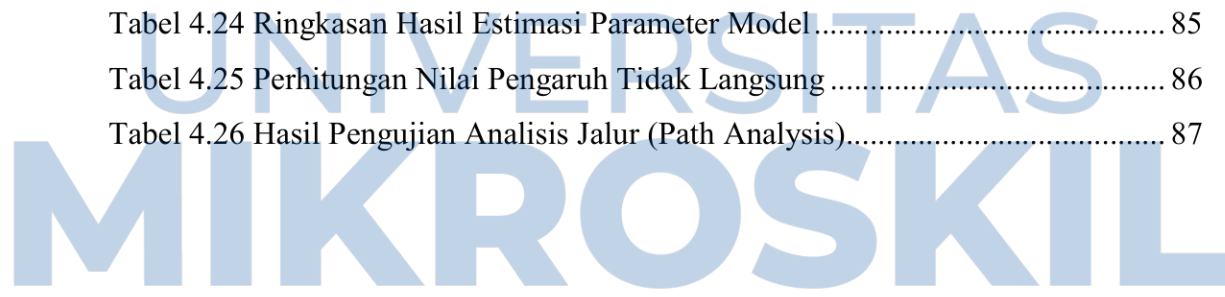 Tabel 4.24 Ringkasan Hasil Estimasi Parameter Model............................................ 85
UNIVERSITAS
Tabel 4.25 Perhitungan Nilai Pengaruh Tidak Langsung .......................................... 86
Tabel 4.26 Hasil Pengujian Analisis Jalur (Path Analysis)........................................ 87
MIKROSKIL